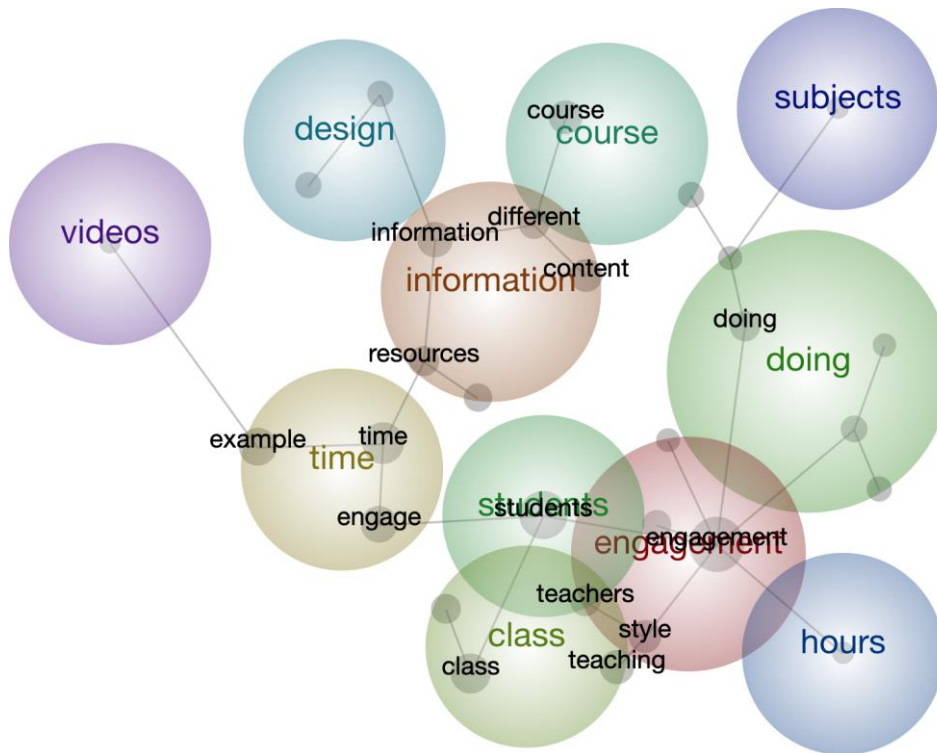 subjects
course
design
course
different
videos
information
content
information
doing
resources
doing
example
time
time
students
students
engage
engagement
engagement
teachers
style
class
hours
class
teaching